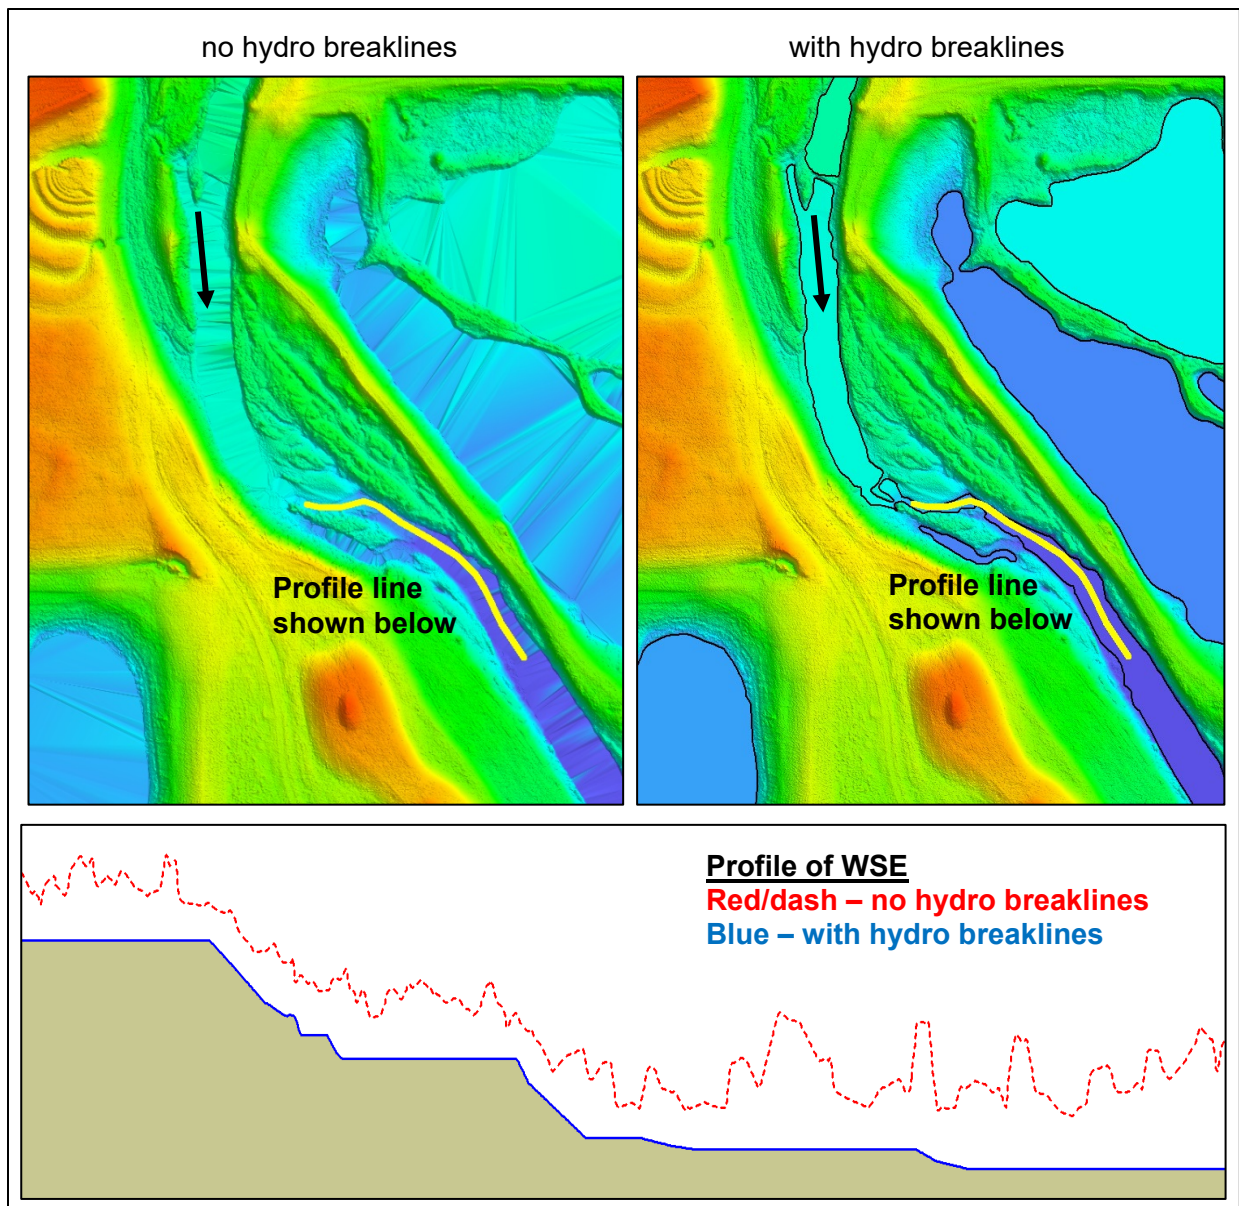 no hydro breaklines
with hydro breaklines
Profile line
shown below
Profile line
shown below
Profile of WSE
Red/dash – no hydro breaklines
Blue – with hydro breaklines